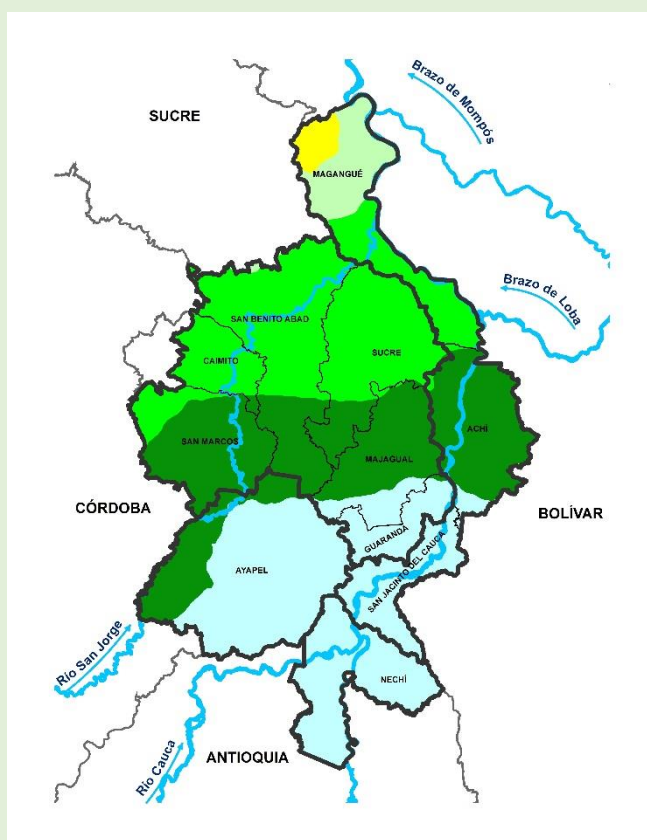 Brazo de Mompós
SUCRE
MAGANGUÉ
Brazo de Loba
SAN BENITO ABAD
SUCRE
CAIMITO
ACHÍ
SAN MARCOS
MAJAGUAL
CÓRDOBA
BOLÍVAR
GUARANDA
AYAPEL
SAN JACINTO DEL CAUCA
Río San Jorge
NECHÍ
ANTIOQUIA
Río Cauca